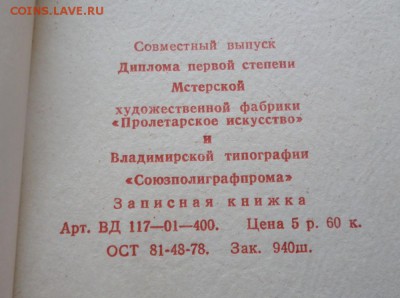 COINS.LAVE.RU
Совместный выпуск
Диплома первой степени
Мстерской
художественной фабрики
«Пролетарское искусство»
и
Владимирской типографии
«Союзполиграфпрома»
Записная книжка
Арт. ВД 117—01—400. Цена 5 р. 60 к.
ОСТ 81-48-78. Зак. 940ш.